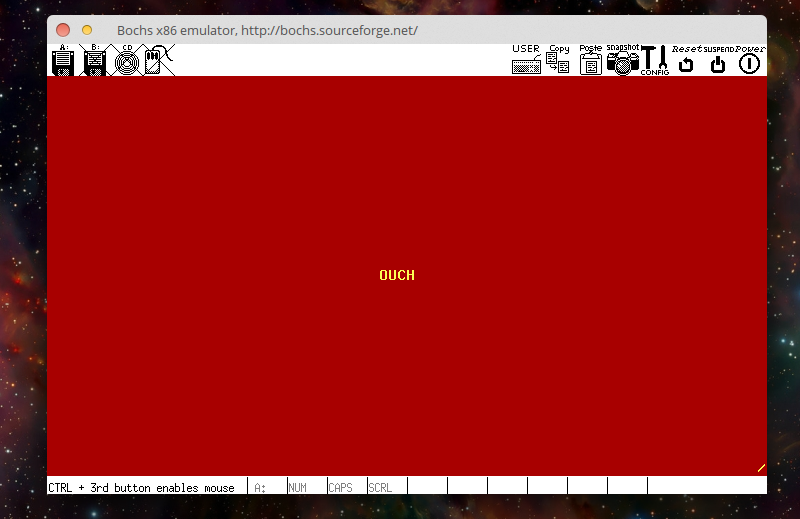 Bochs x86 emulator, http://bochs.sourceforge.net/
A: B: CD USER Copy Paste snapshot CONFIG Reset SUSPEND Power
OUCH
CTRL + 3rd button enables mouse A: NUM CAPS SCRL